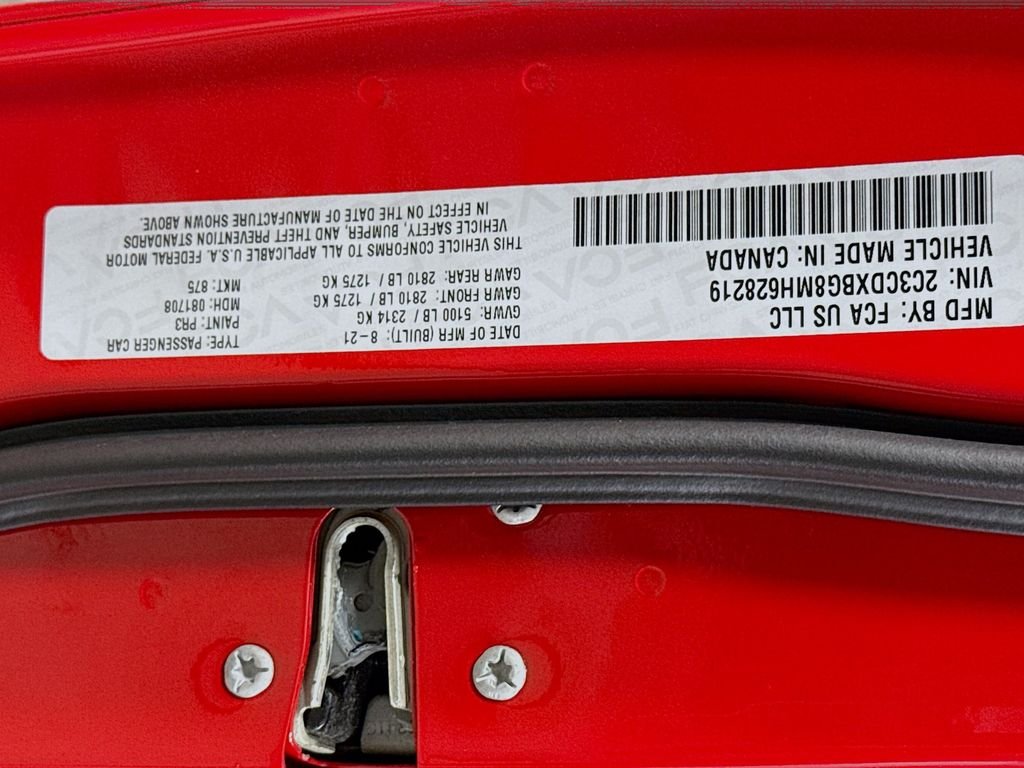 MFD BY: FCA US LLC
VIN: 2C3CDXBG8MH628219
VEHICLE MADE IN: CANADA
DATE OF MFR (BUILT): 8-21
GVWR: 5100 LB / 2314 KG
GAWR FRONT: 2810 LB / 1275 KG
GAWR REAR: 2810 LB / 1275 KG
TYPE: PASSENGER CAR
PAINT: PR3
MDH: 081708
MKT: 875
THIS VEHICLE CONFORMS TO ALL APPLICABLE U.S.A. FEDERAL MOTOR
VEHICLE SAFETY, BUMPER, AND THEFT PREVENTION STANDARDS
IN EFFECT ON THE DATE OF MANUFACTURE SHOWN ABOVE.